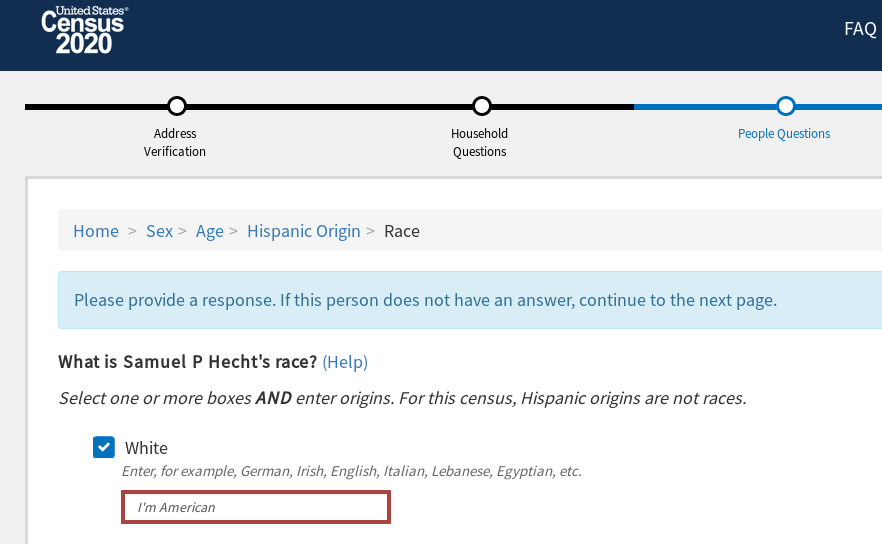 United States®
Census
2020
FAQ
Address
Verification
Household
Questions
People Questions
Home > Sex > Age > Hispanic Origin > Race
Please provide a response. If this person does not have an answer, continue to the next page.
What is Samuel P Hecht's race? (Help)
Select one or more boxes AND enter origins. For this census, Hispanic origins are not races.
White
Enter, for example, German, Irish, English, Italian, Lebanese, Egyptian, etc.
I'm American